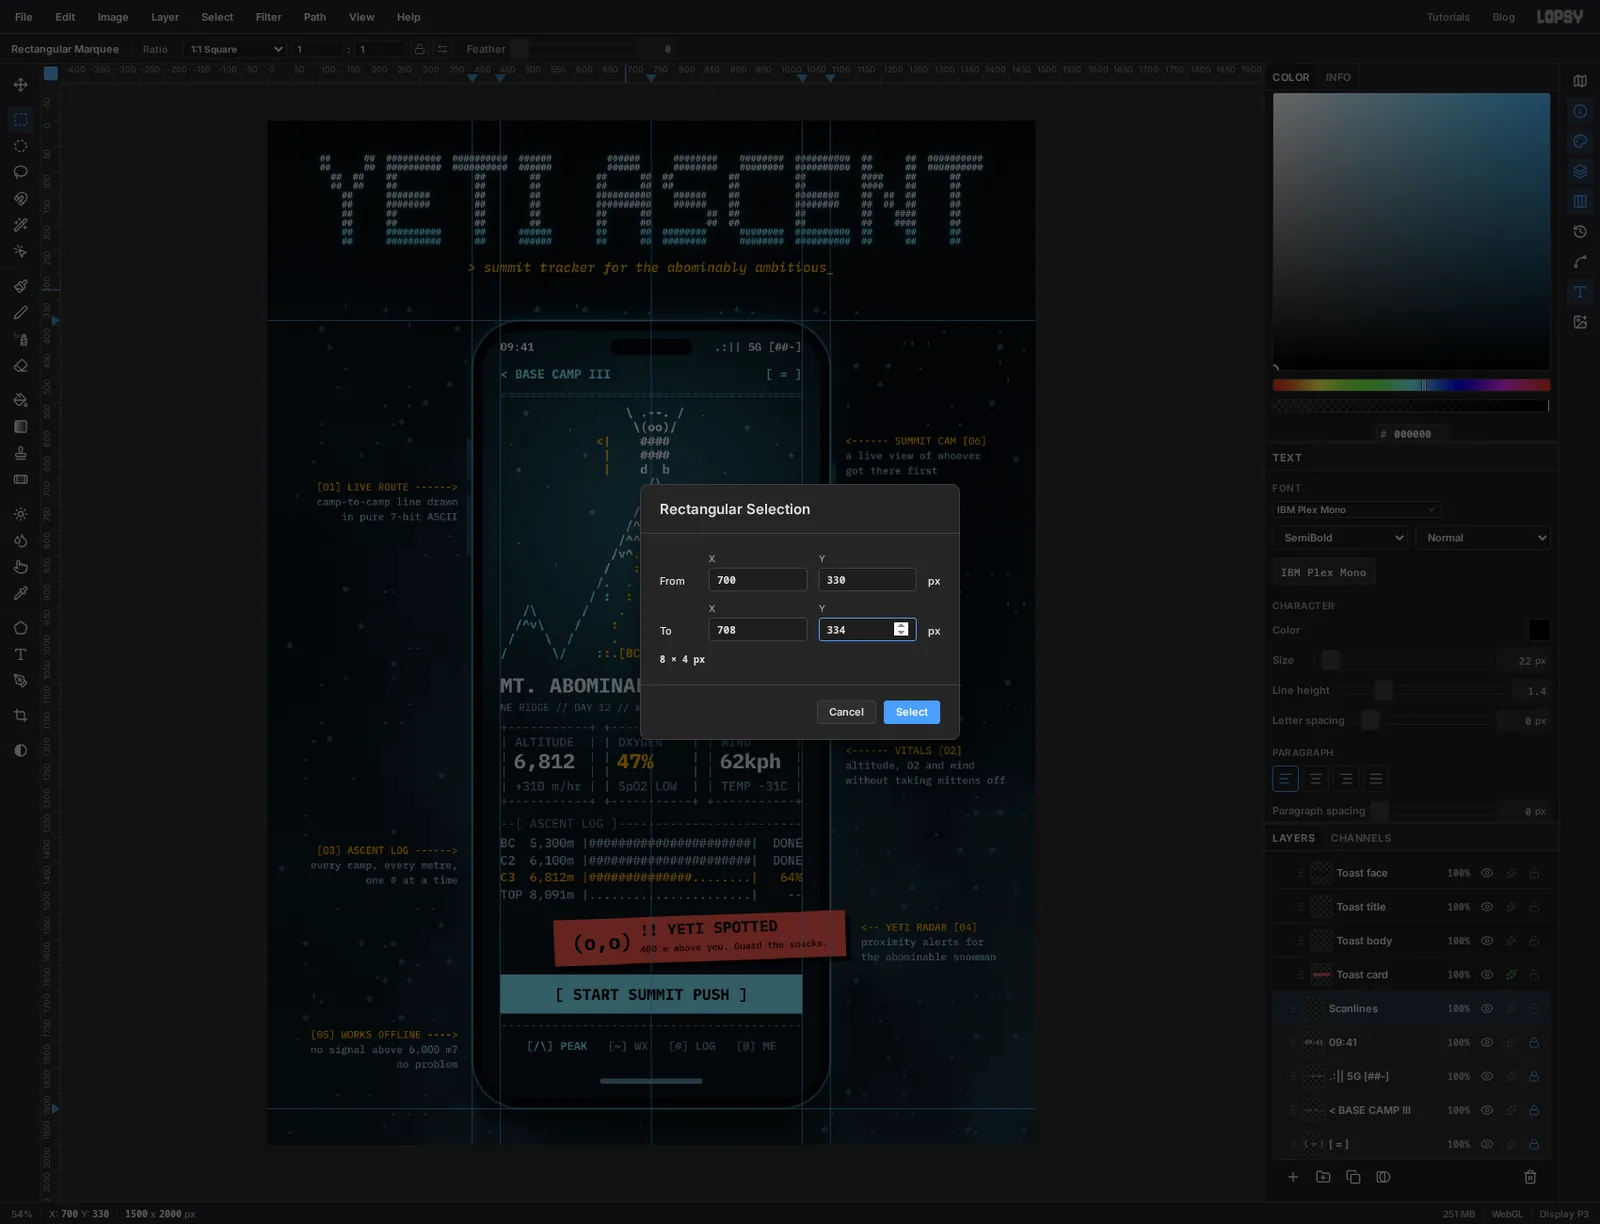 File Edit Image Layer Select Filter Path View Help Tutorials Blog LOPSY
Rectangular Marquee Ratio 1:1 Square 1 : 1 Feather 0
COLOR INFO
YETI ASCENT
> summit tracker for the abominably ambitious_
09:41 .:|| 5G [##-]
< BASE CAMP III [ = ]
\ .~-. /
\(oo)/
<| ####
| ####
| d b
# 000000
<------ SUMMIT CAM [06]
a live view of whoever
got there first
[01] LIVE ROUTE ------>
camp-to-camp line drawn
in pure 7-bit ASCII
TEXT
FONT
IBM Plex Mono
SemiBold Normal
IBM Plex Mono
CHARACTER
Color
Size 22 px
Line height 1.4
Letter spacing 0 px
PARAGRAPH
Paragraph spacing 0 px
Rectangular Selection
X Y
From 700 330 px
X Y
To 708 334 px
8 × 4 px
Cancel Select
::.[BC
MT. ABOMINA
NE RIDGE // DAY 12 // W
ALTITUDE OXYGEN WIND
6,812 47% 62kph
+310 m/hr SpO2 LOW TEMP -31C
<------ VITALS [02]
altitude, O2 and wind
without taking mittens off
--[ ASCENT LOG ]------------------------
BC 5,300m |#######################| DONE
C2 6,100m |#######################| DONE
C3 6,812m |##############........| 64%
TOP 8,091m |......................| --
[03] ASCENT LOG ------>
every camp, every metre,
one # at a time
(o,o) !! YETI SPOTTED
400 m above you. Guard the snacks.
<-- YETI RADAR [04]
proximity alerts for
the abominable snowman
[ START SUMMIT PUSH ]
[05] WORKS OFFLINE ---->
no signal above 6,000 m?
no problem
[/\] PEAK [~] WX [#] LOG [@] ME
LAYERS CHANNELS
Toast face 100%
Toast title 100%
Toast body 100%
Toast card 100%
Scanlines 100%
09:41 100%
.:|| 5G [##-] 100%
< BASE CAMP III 100%
[ = ] 100%
54% X: 700 Y: 330 1500 x 2000 px 251 MB WebGL Display P3